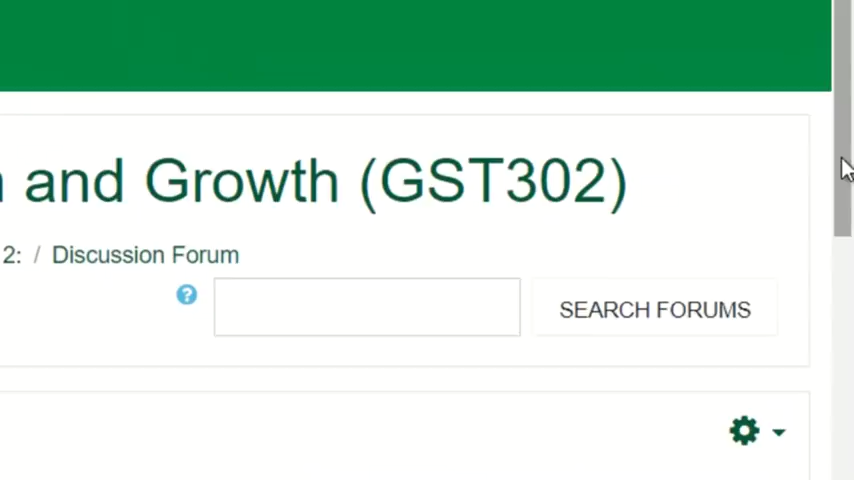 and Growth (GST302)
2: / Discussion Forum
?
SEARCH FORUMS